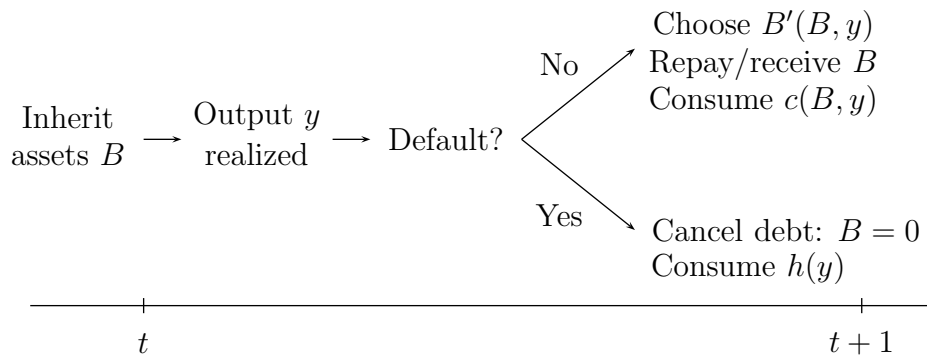 Inherit
assets $B$
Output $y$
realized
Default?
No
Choose $B'(B, y)$
Repay/receive $B$
Consume $c(B, y)$
Yes
Cancel debt: $B = 0$
Consume $h(y)$
$t$
$t + 1$